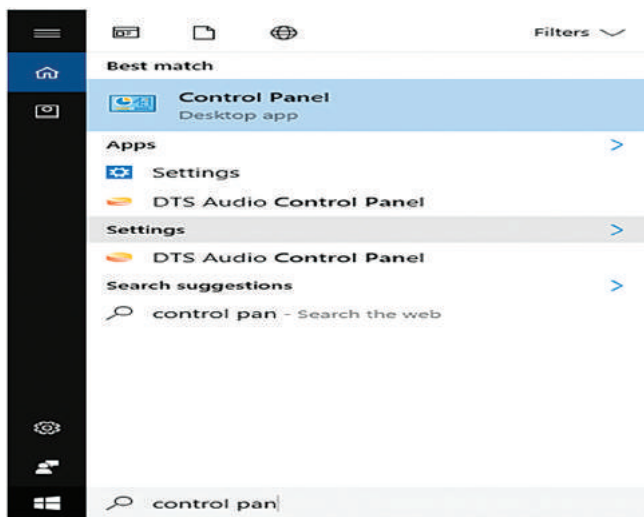 Filters
Best match
Control Panel
Desktop app
Apps
Settings
DTS Audio Control Panel
Settings
DTS Audio Control Panel
Search suggestions
control pan - Search the web
control pan